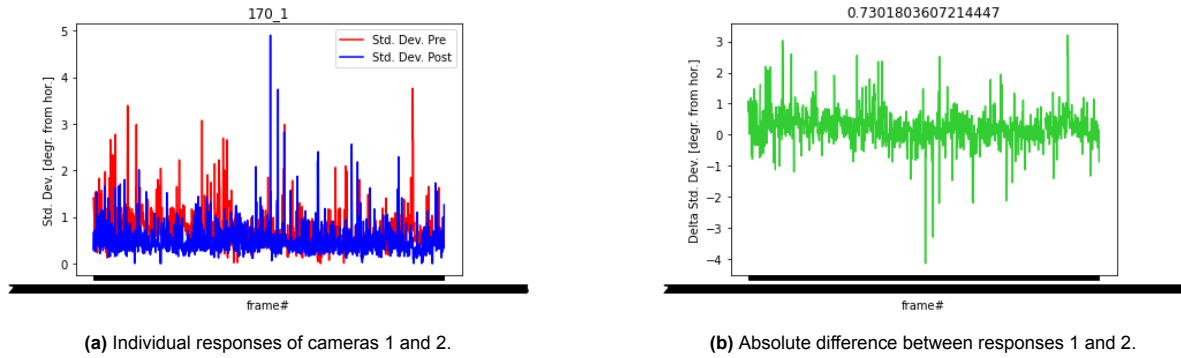 170_1
Std. Dev. [degr. from hor.]
5
4
3
2
1
0
Std. Dev. Pre
Std. Dev. Post
frame#
(a) Individual responses of cameras 1 and 2.
0.7301803607214447
Delta Std. Dev. [degr. from hor.]
3
2
1
0
−1
−2
−3
−4
frame#
(b) Absolute difference between responses 1 and 2.